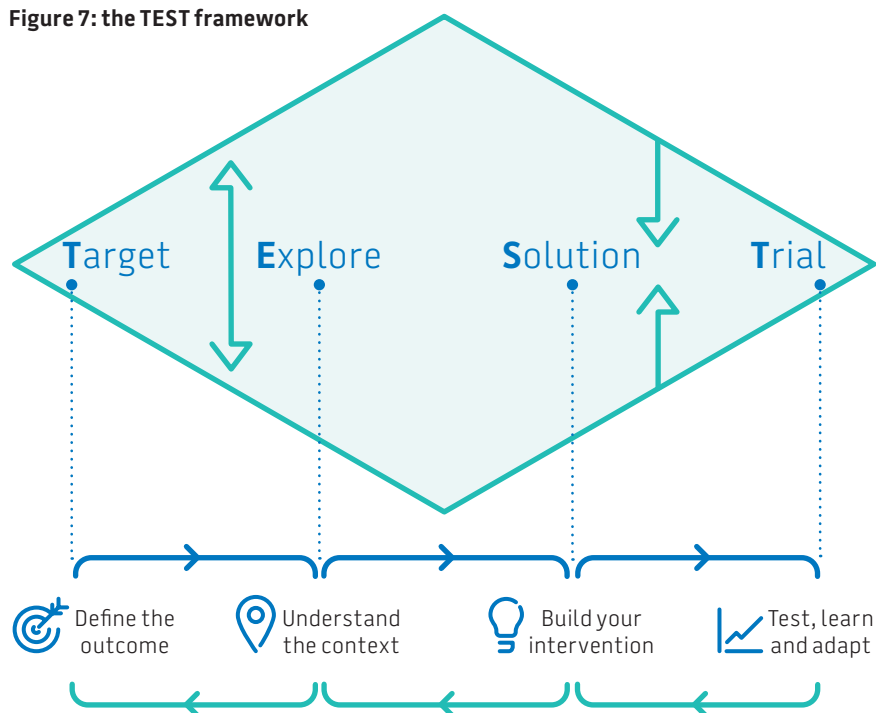 Figure 7: the TEST framework
Target
Explore
Solution
Trial
Define the
outcome
Understand
the context
Build your
intervention
Test, learn
and adapt